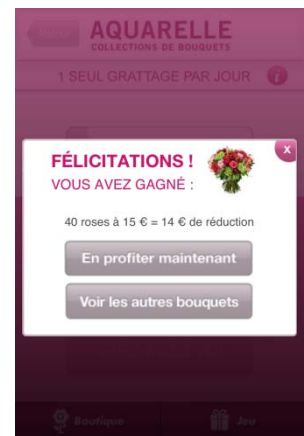 AQUARELLE
COLLECTIONS DE BOUQUETS
1 SEUL GRATTAGE PAR JOUR i
x
FÉLICITATIONS !
VOUS AVEZ GAGNÉ :
40 roses à 15 € = 14 € de réduction
En profiter maintenant
Voir les autres bouquets
Boutique
Jeu